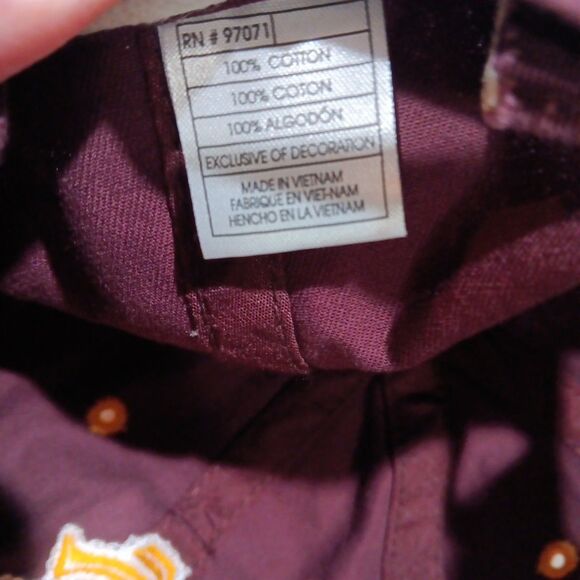 RN # 97071
100% COTTON
100% COTON
100% ALGODÓN
EXCLUSIVE OF DECORATION
MADE IN VIETNAM
FABRIQUE EN VIET-NAM
HENCHO EN LA VIETNAM